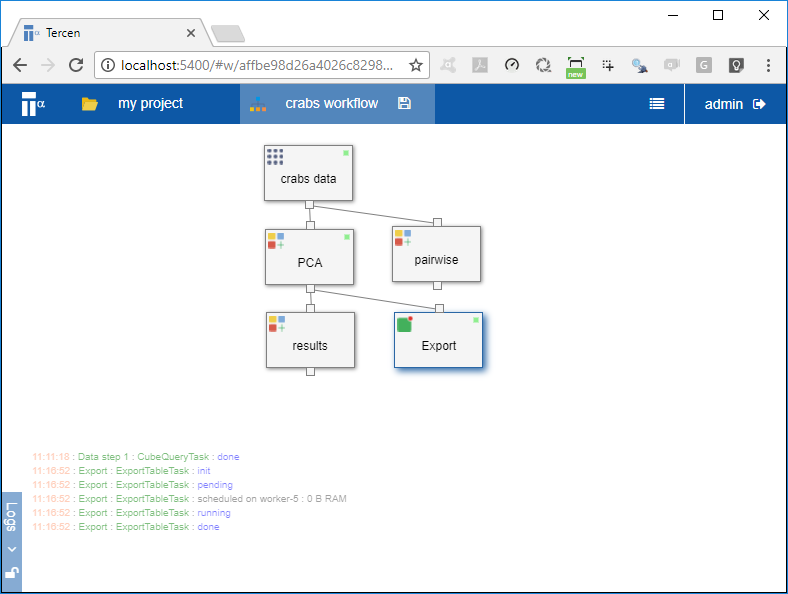 Tercen
localhost:5400/#w/affbe98d26a4026c8298...
new
G
my project
crabs workflow
admin
crabs data
PCA
pairwise
results
Export
11:11:18 : Data step 1 : CubeQueryTask : done
11:16:52 : Export : ExportTableTask : init
11:16:52 : Export : ExportTableTask : pending
11:16:52 : Export : ExportTableTask : scheduled on worker-5 : 0 B RAM
11:16:52 : Export : ExportTableTask : running
11:16:52 : Export : ExportTableTask : done
Logs